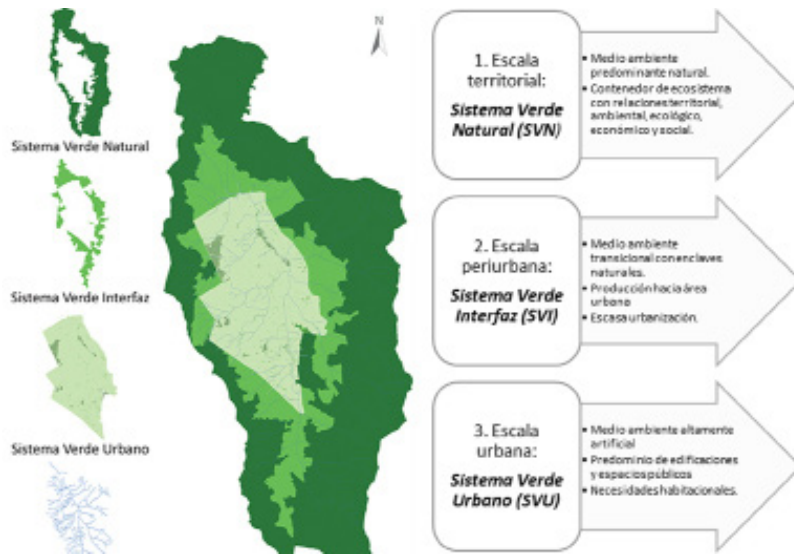 N
Sistema Verde Natural
Sistema Verde Interfaz
Sistema Verde Urbano
1. Escala
territorial:
Sistema Verde
Natural (SVN)
• Medio ambiente
predominante natural.
• Contenedor de ecosistema
con relaciones territorial,
ambiental, ecológico,
económico y social.
2. Escala
periurbana:
Sistema Verde
Interfaz (SVI)
• Medio ambiente
transicional con enclaves
naturales.
• Producción hacia área
urbana
• Escasa urbanización.
3. Escala
urbana:
Sistema Verde
Urbano (SVU)
• Medio ambiente altamente
artificial
• Predominio de edificaciones
y espacios públicos
• Necesidades habitacionales.